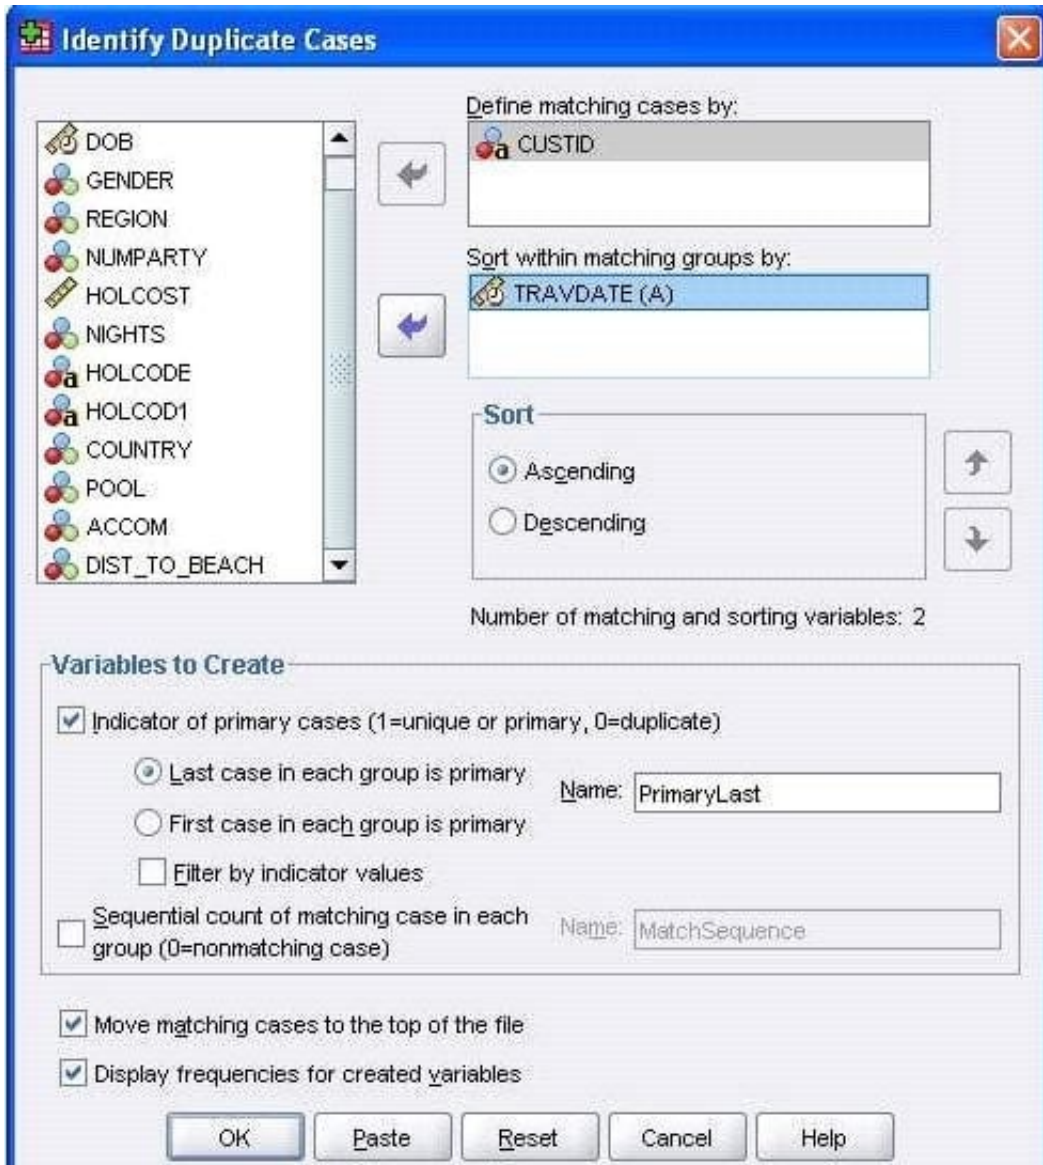 Identify Duplicate Cases
DOB
GENDER
REGION
NUMPARTY
HOLCOST
NIGHTS
HOLCODE
HOLCOD1
COUNTRY
POOL
ACCOM
DIST_TO_BEACH
Define matching cases by:
CUSTID
Sort within matching groups by:
TRAVDATE (A)
Sort
Ascending
Descending
Number of matching and sorting variables: 2
Variables to Create
Indicator of primary cases (1=unique or primary, 0=duplicate)
Last case in each group is primary
Name: PrimaryLast
First case in each group is primary
Filter by indicator values
Sequential count of matching case in each
group (0=nonmatching case)
Name: MatchSequence
Move matching cases to the top of the file
Display frequencies for created variables
OK Paste Reset Cancel Help